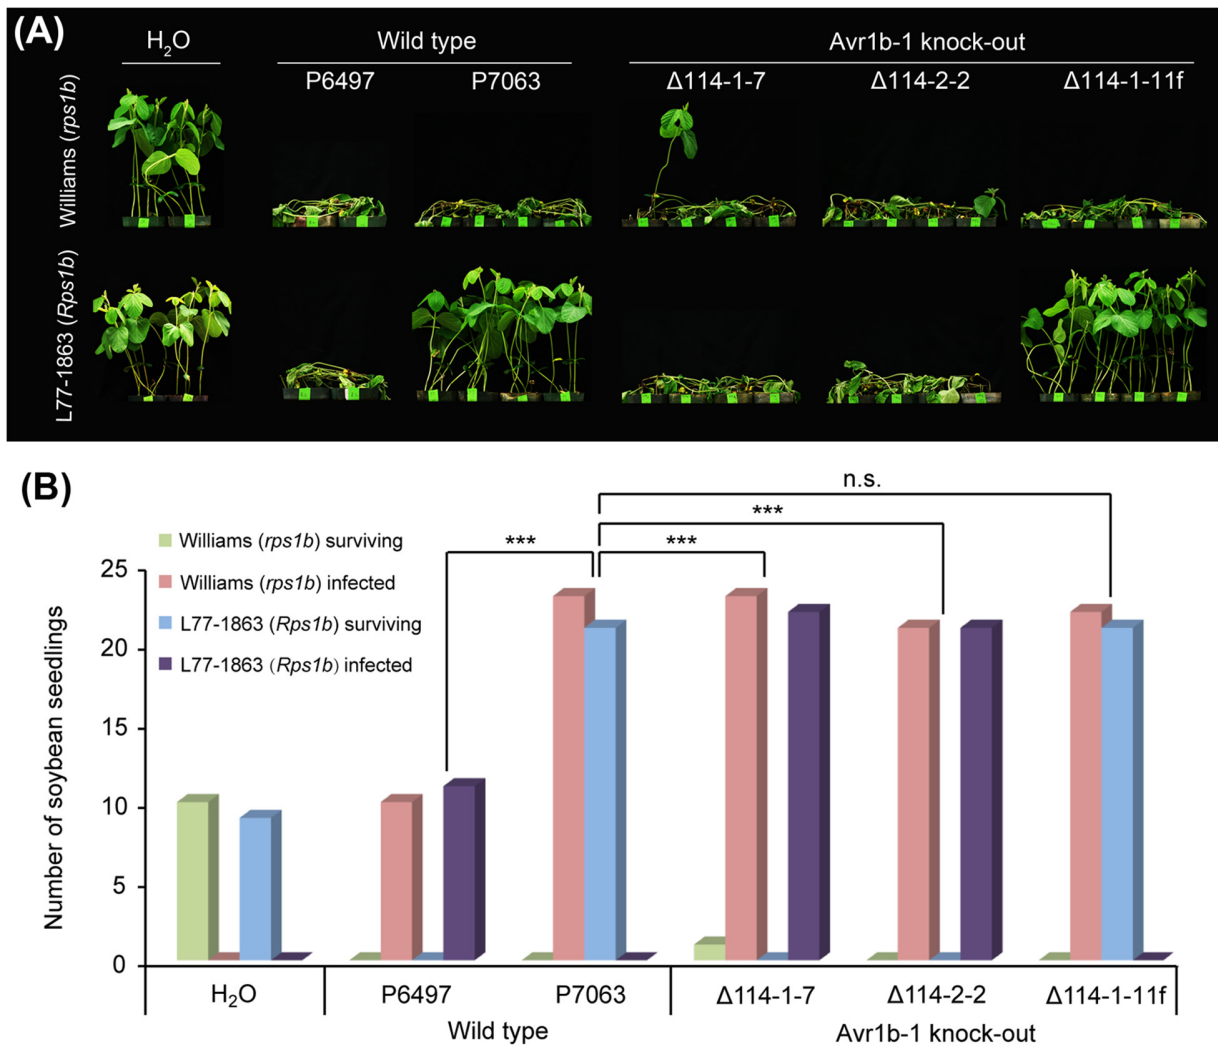 (A)
H₂O
Wild type
Avr1b-1 knock-out
P6497
P7063
Δ114-1-7
Δ114-2-2
Δ114-1-11f
Williams (rps1b)
L77-1863 (Rps1b)
(B)
n.s.
***
***
***
Williams (rps1b) surviving
Williams (rps1b) infected
L77-1863 (Rps1b) surviving
L77-1863 (Rps1b) infected
Number of soybean seedlings
25
20
15
10
5
0
H₂O
P6497
P7063
Δ114-1-7
Δ114-2-2
Δ114-1-11f
Wild type
Avr1b-1 knock-out